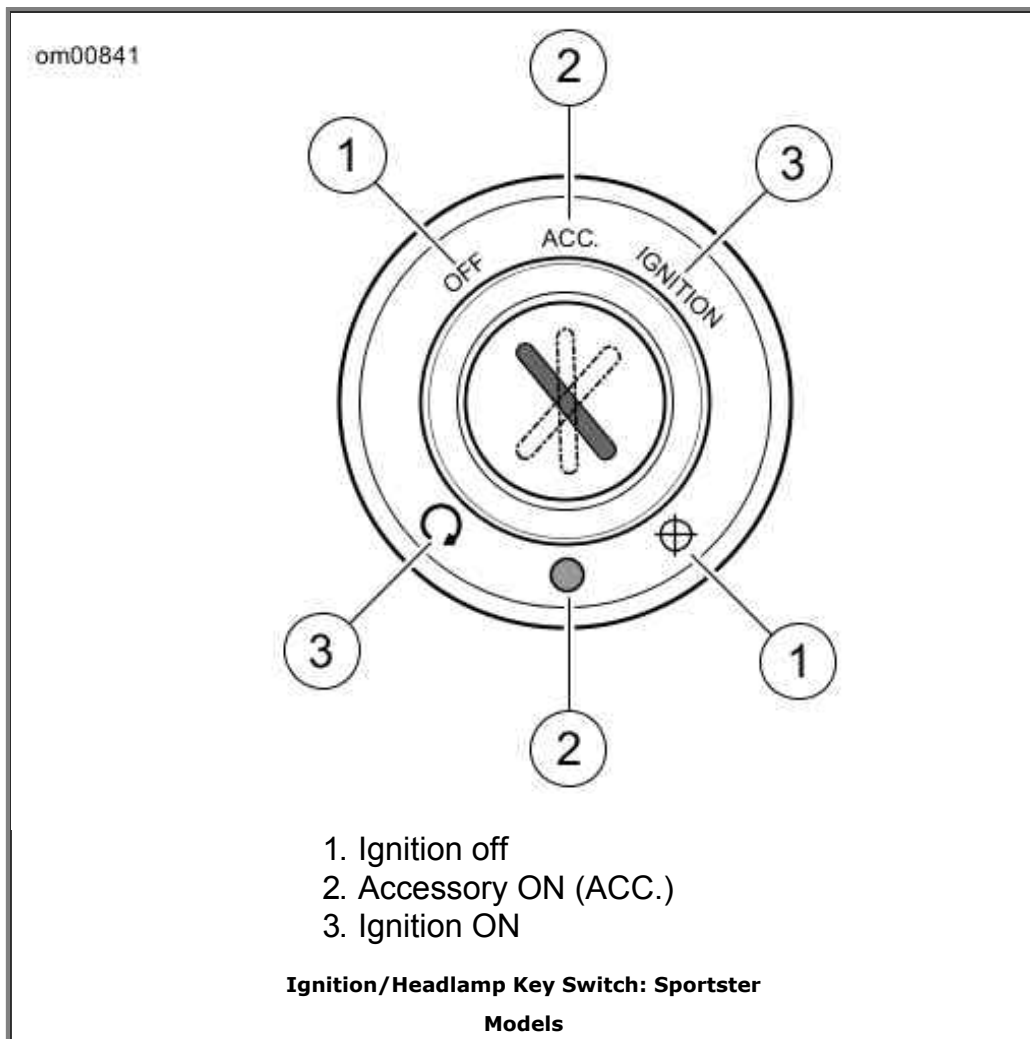 om00841
2
1
3
OFF
ACC.
IGNITION
3
1
2
1. Ignition off
2. Accessory ON (ACC.)
3. Ignition ON
Ignition/Headlamp Key Switch: Sportster
Models